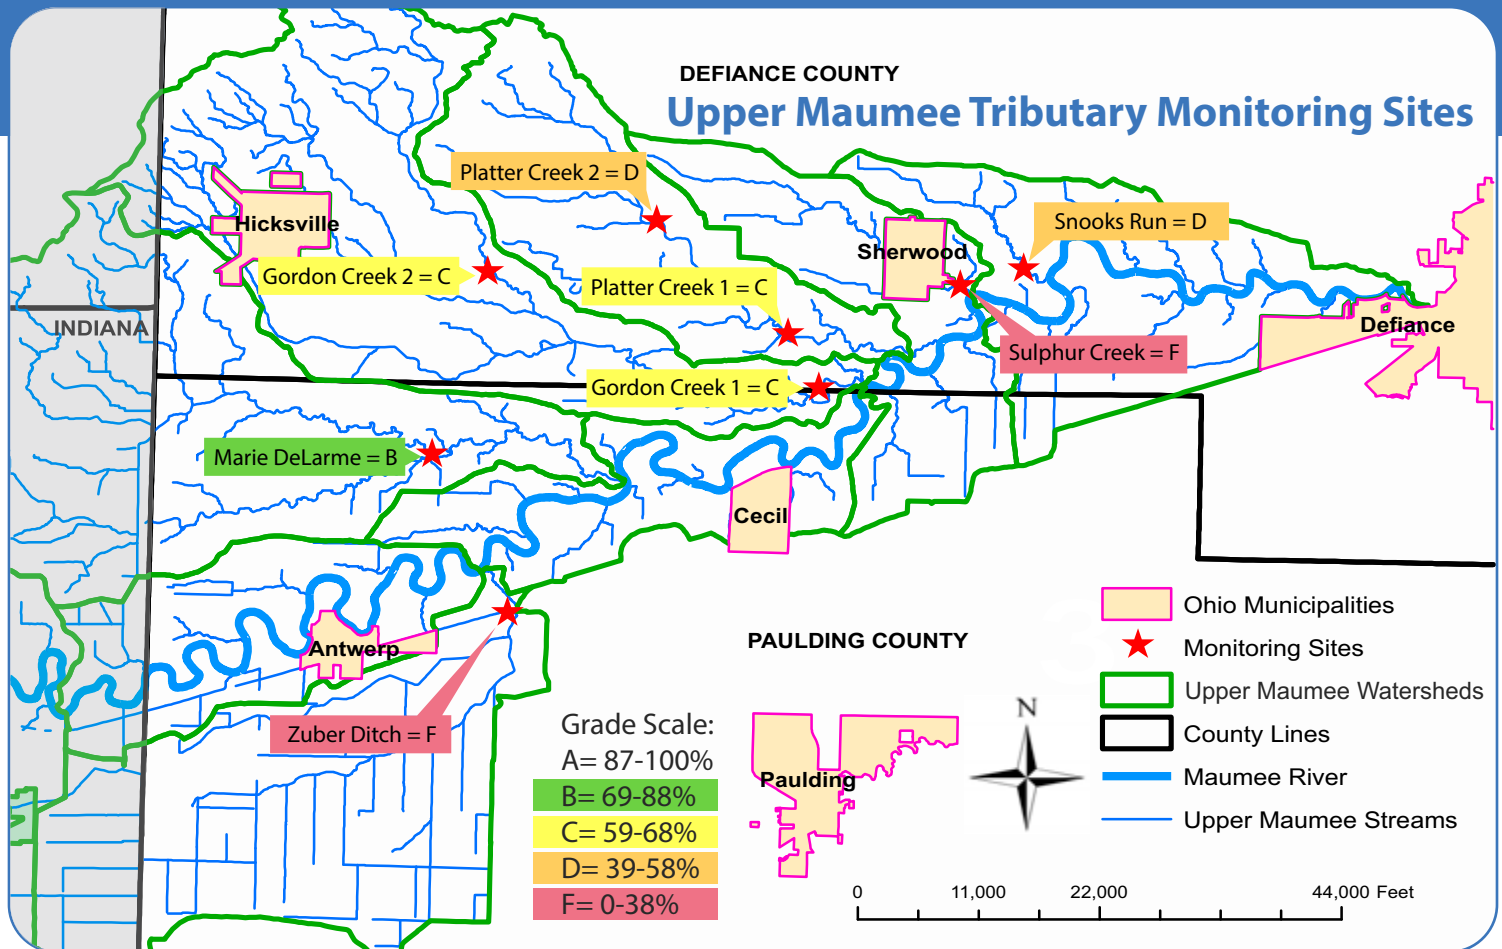 DEFIANCE COUNTY
Upper Maumee Tributary Monitoring Sites
Platter Creek 2 = D
Snooks Run = D
Hicksville
Sherwood
Gordon Creek 2 = C
Platter Creek 1 = C
INDIANA
Defiance
Sulphur Creek = F
Gordon Creek 1 = C
Marie DeLarme = B
Cecil
Antwerp
Zuber Ditch = F
PAULDING COUNTY
Paulding
Grade Scale:
A= 87-100%
B= 69-88%
C= 59-68%
D= 39-58%
F= 0-38%
N
Ohio Municipalities
Monitoring Sites
Upper Maumee Watersheds
County Lines
Maumee River
Upper Maumee Streams
0 11,000 22,000 44,000 Feet